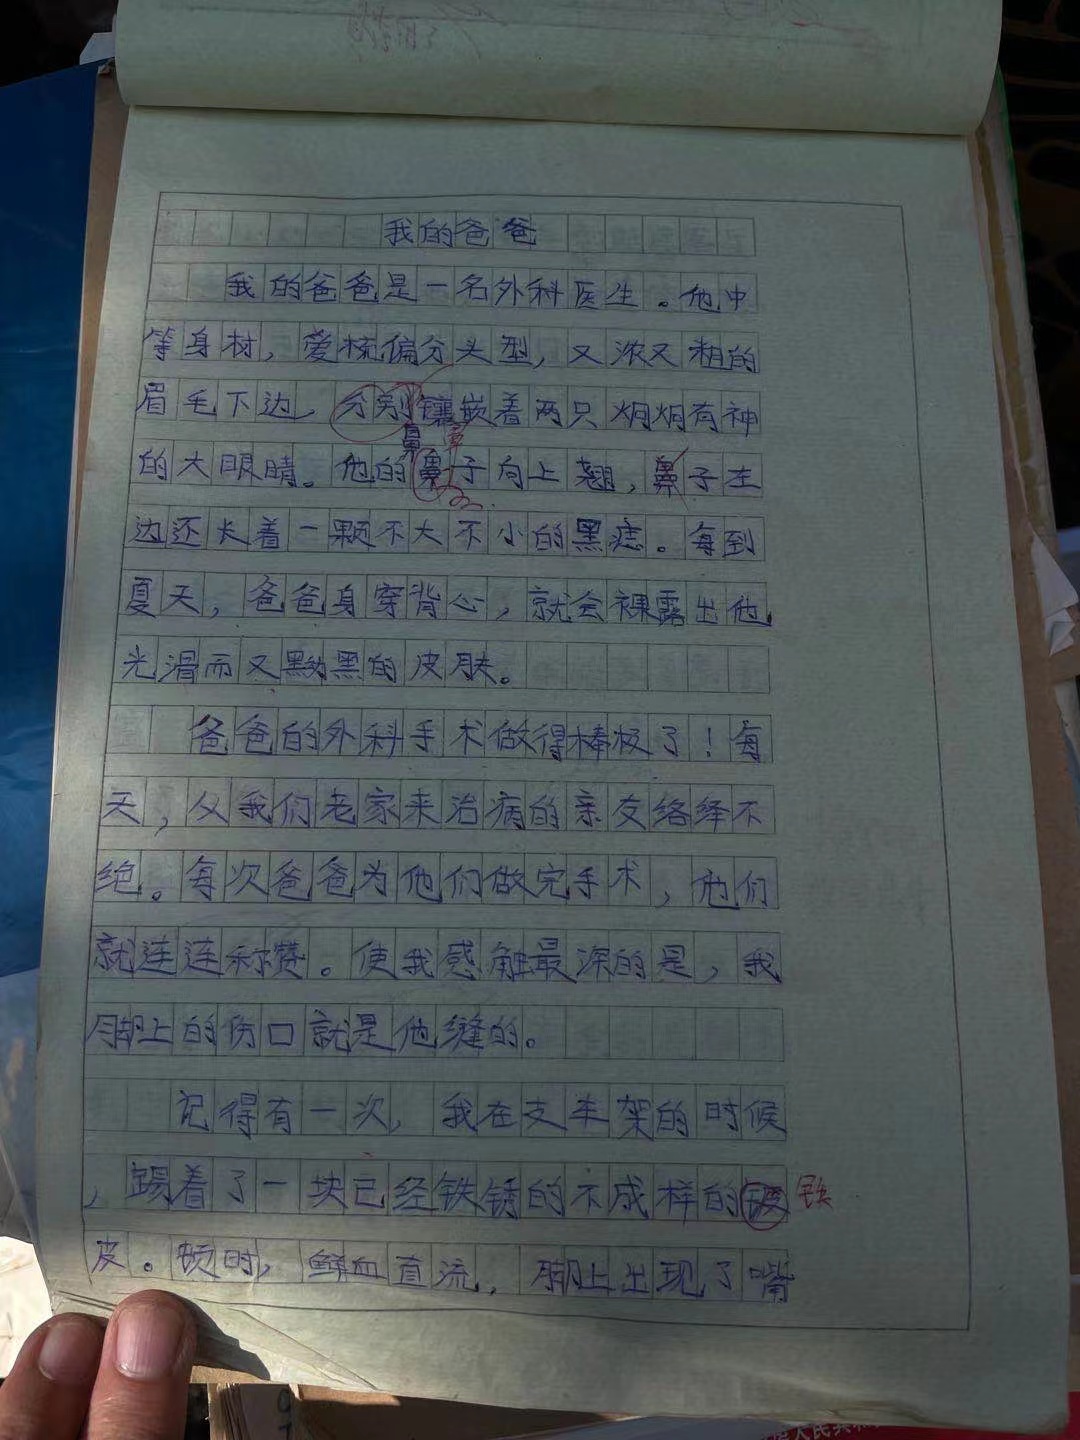 我的爸爸
我的爸爸是一名外科医生。他中
等身材，爱梳偏分头型，又浓又粗的
眉毛下边，分别镶嵌着两只炯炯有神
鼻
的大眼睛。他的鼻子向上翘，鼻子左
边还长着一颗不大不小的黑痣。每到
夏天，爸爸身穿背心，就会裸露出他
光滑而又黝黑的皮肤。
爸爸的外科手术做得棒极了！每
天，从我们老家来治病的亲友络绎不
绝。每次爸爸为他们做完手术，他们
就连连称赞。使我感触最深的是，我
脚上的伤口就是他缝的。
记得有一次，我在支车架的时候
，踢着了一块已经铁锈的不成样的 铁
皮。顿时，鲜血直流，脚上出现了嘴